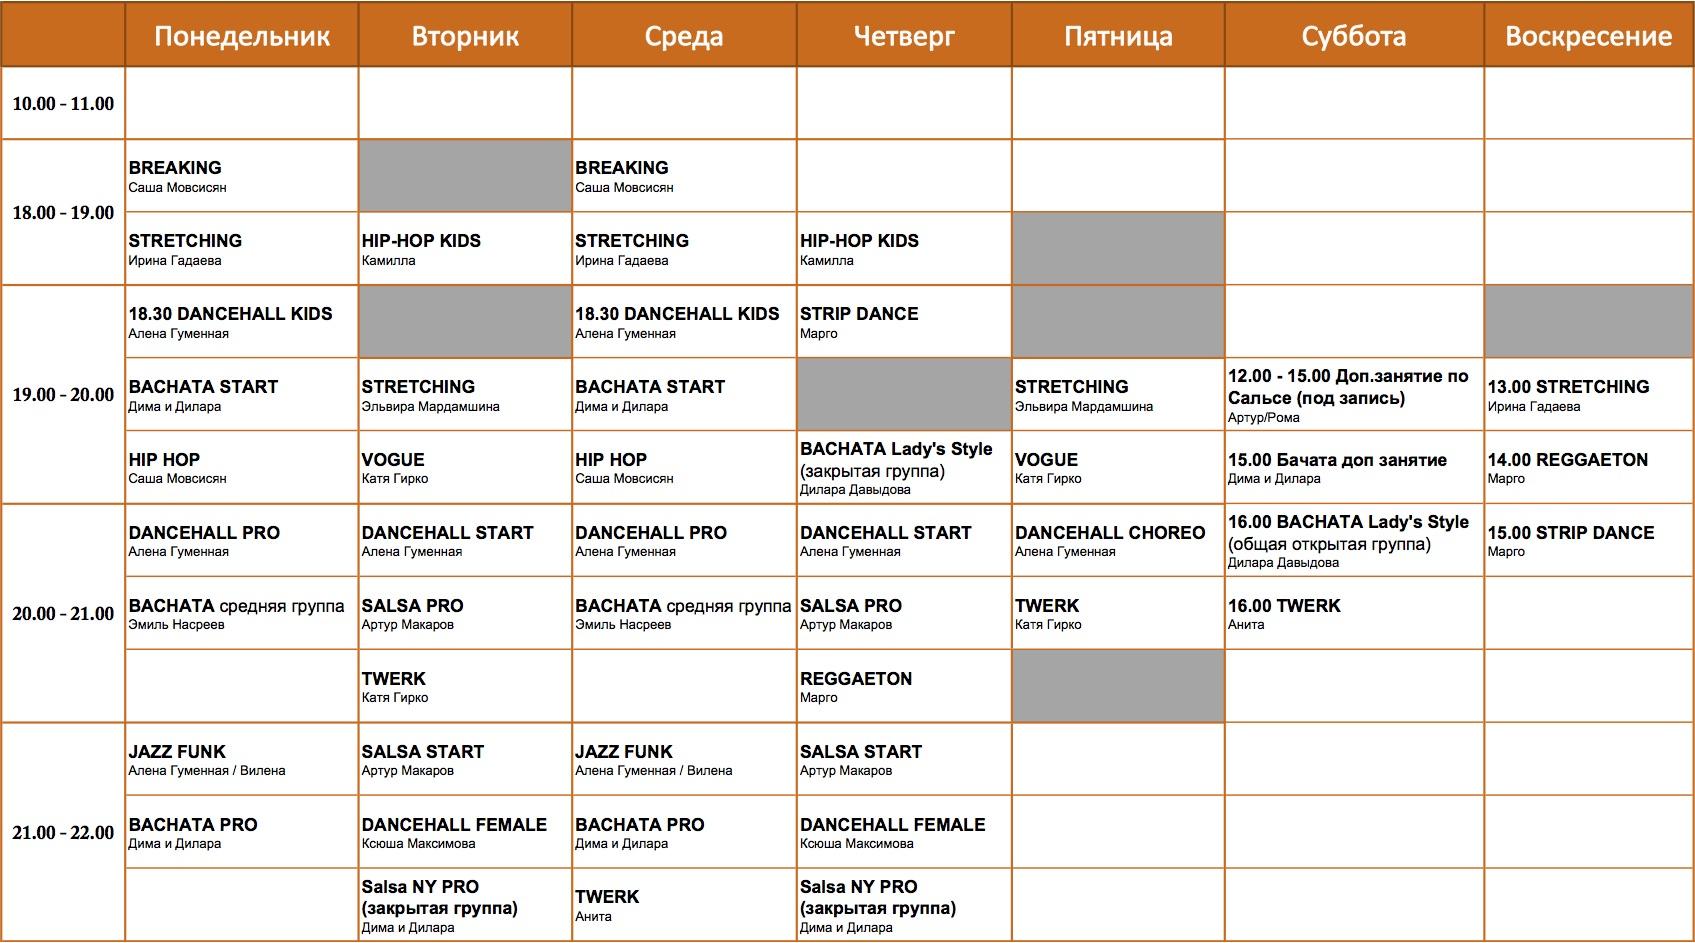 Понедельник Вторник Среда Четверг Пятница Суббота Воскресение
10.00 - 11.00
18.00 - 19.00
BREAKING
Саша Мовсисян
BREAKING
Саша Мовсисян
STRETCHING
Ирина Гадаева
HIP-HOP KIDS
Камилла
STRETCHING
Ирина Гадаева
HIP-HOP KIDS
Камилла
19.00 - 20.00
18.30 DANCEHALL KIDS
Алена Гуменная
18.30 DANCEHALL KIDS
Алена Гуменная
STRIP DANCE
Марго
BACHATA START
Дима и Дилара
STRETCHING
Эльвира Мардамшина
BACHATA START
Дима и Дилара
STRETCHING
Эльвира Мардамшина
12.00 - 15.00 Доп.занятие по
Сальсе (под запись)
Артур/Рома
13.00 STRETCHING
Ирина Гадаева
HIP HOP
Саша Мовсисян
VOGUE
Катя Гирко
HIP HOP
Саша Мовсисян
BACHATA Lady's Style
(закрытая группа)
Дилара Давыдова
VOGUE
Катя Гирко
15.00 Бачата доп занятие
Дима и Дилара
14.00 REGGAETON
Марго
20.00 - 21.00
DANCEHALL PRO
Алена Гуменная
DANCEHALL START
Алена Гуменная
DANCEHALL PRO
Алена Гуменная
DANCEHALL START
Алена Гуменная
DANCEHALL CHOREO
Алена Гуменная
16.00 BACHATA Lady's Style
(общая открытая группа)
Дилара Давыдова
15.00 STRIP DANCE
Марго
BACHATA средняя группа
Эмиль Насреев
SALSA PRO
Артур Макаров
BACHATA средняя группа
Эмиль Насреев
SALSA PRO
Артур Макаров
TWERK
Катя Гирко
16.00 TWERK
Анита
TWERK
Катя Гирко
REGGAETON
Марго
21.00 - 22.00
JAZZ FUNK
Алена Гуменная / Вилена
SALSA START
Артур Макаров
JAZZ FUNK
Алена Гуменная / Вилена
SALSA START
Артур Макаров
BACHATA PRO
Дима и Дилара
DANCEHALL FEMALE
Ксюша Максимова
BACHATA PRO
Дима и Дилара
DANCEHALL FEMALE
Ксюша Максимова
Salsa NY PRO
(закрытая группа)
Дима и Дилара
TWERK
Анита
Salsa NY PRO
(закрытая группа)
Дима и Дилара